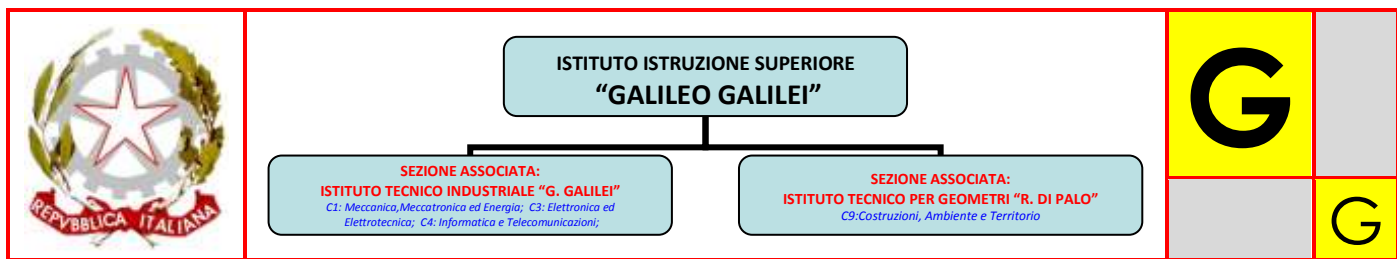 REPVBBLICA ITALIANA
ISTITUTO ISTRUZIONE SUPERIORE
“GALILEO GALILEI”
SEZIONE ASSOCIATA:
ISTITUTO TECNICO INDUSTRIALE “G. GALILEI”
C1: Meccanica,Meccatronica ed Energia;  C3: Elettronica ed
Elettrotecnica;  C4: Informatica e Telecomunicazioni;
SEZIONE ASSOCIATA:
ISTITUTO TECNICO PER GEOMETRI “R. DI PALO”
C9:Costruzioni, Ambiente e Territorio
G
G